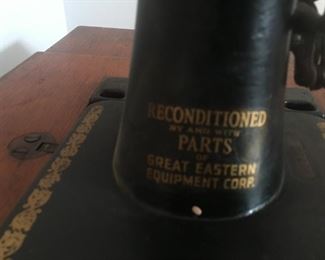 RECONDITIONED
BY AND WITH
PARTS
OF
GREAT EASTERN
EQUIPMENT CORP.